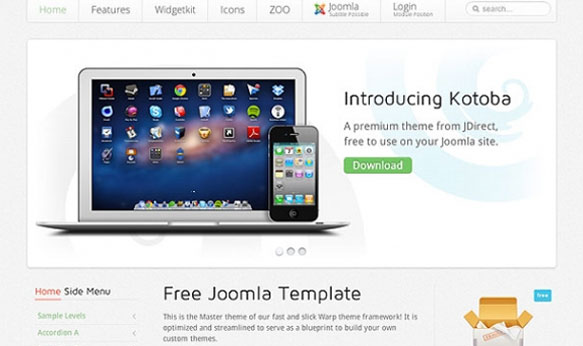 Home
Features
Widgetkit
Icons
ZOO
Joomla
Subtitle Possible
Login
Module Position
search...
Introducing Kotoba
A premium theme from JDirect,
free to use on your Joomla site.
Download
Home Side Menu
Sample Levels
Accordion A
Free Joomla Template
This is the Master theme of our fast and slick Warp theme framework! It is
optimized and streamlined to serve as a blueprint to build your own
custom themes.
free